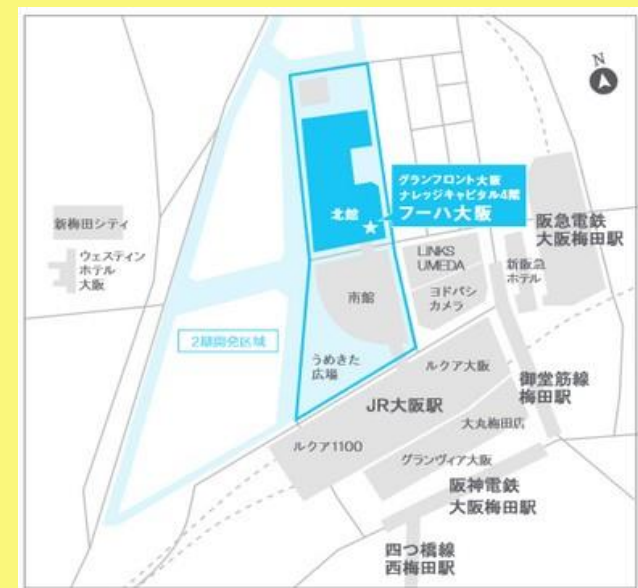 N
グランフロント大阪
ナレッジキャピタル4階
フーハ大阪
北館
阪急電鉄
大阪梅田駅
新梅田シティ
ウェスティン
ホテル
大阪
LINKS
UMEDA
新阪急
ホテル
ヨドバシ
カメラ
南館
2期開発区域
うめきた
広場
ルクア大阪
御堂筋線
梅田駅
JR大阪駅
大丸梅田店
ルクア1100
グランヴィア大阪
阪神電鉄
大阪梅田駅
四つ橋線
西梅田駅